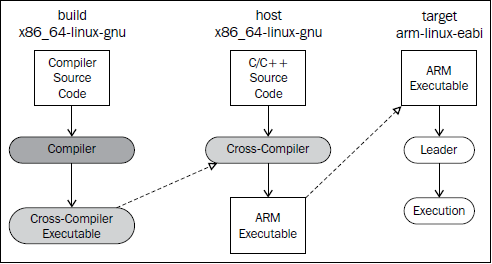 build
x86_64-linux-gnu
Compiler
Source
Code
Compiler
Cross-Compiler
Executable
host
x86_64-linux-gnu
C/C++
Source
Code
Cross-Compiler
ARM
Executable
target
arm-linux-eabi
ARM
Executable
Leader
Execution